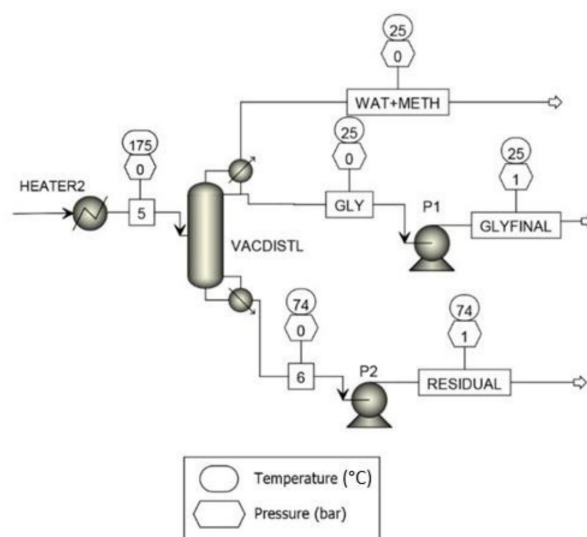 25
0
WAT+METH
175
0
25
0
25
1
HEATER2
5
GLY
P1
GLYFINAL
VACDISTL
74
0
74
1
6
P2
RESIDUAL
Temperature (°C)
Pressure (bar)